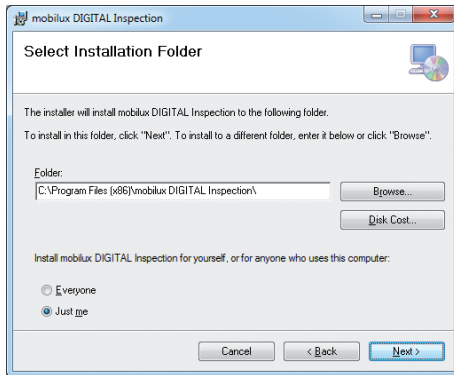 mobilux DIGITAL Inspection
Select Installation Folder
The installer will install mobilux DIGITAL Inspection to the following folder.
To install in this folder, click "Next". To install to a different folder, enter it below or click "Browse".
Folder:
C:\Program Files (x86)\mobilux DIGITAL Inspection\
Browse...
Disk Cost...
Install mobilux DIGITAL Inspection for yourself, or for anyone who uses this computer:
Everyone
Just me
Cancel
< Back
Next >